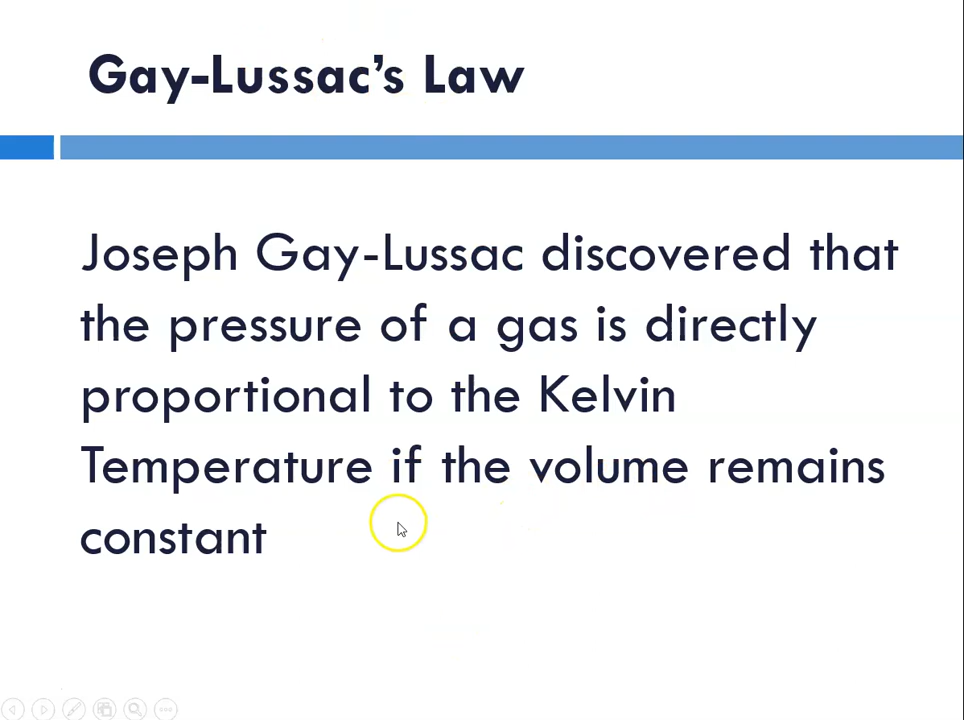 Gay-Lussac’s Law
Joseph Gay-Lussac discovered that
the pressure of a gas is directly
proportional to the Kelvin
Temperature if the volume remains
constant